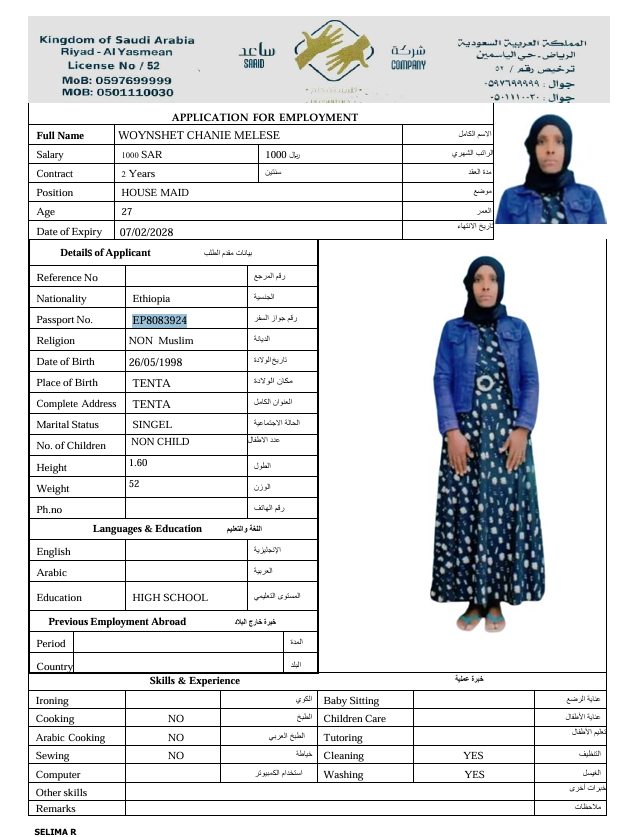 Kingdom of Saudi Arabia
Riyad - Al Yasmean
License No / 52
MoB: 0597699999
MOB: 0501110030
ساعد
SAAID
شركة
COMPANY
المملكة العربية السعودية
الرياض - حي الياسمين
ترخيص رقم / ٥٢
جوال : ٠٥٩٧٦٩٩٩٩٩
جوال : ٠٥٠١١١٠٠٣٠
APPLICATION FOR EMPLOYMENT
Full Name WOYNSHET CHANIE MELESE الاسم الكامل
Salary 1000 SAR 1000 ريال الراتب الشهري
Contract 2 Years سنتين مدة العقد
Position HOUSE MAID موضع
Age 27 العمر
Date of Expiry 07/02/2028 تاريخ الانتهاء
Details of Applicant بيانات مقدم الطلب
Reference No رقم المرجع
Nationality Ethiopia الجنسية
Passport No. EP8083924 رقم جواز السفر
Religion NON Muslim الديانة
Date of Birth 26/05/1998 تاريخ الولادة
Place of Birth TENTA مكان الولادة
Complete Address TENTA العنوان الكامل
Marital Status SINGEL الحالة الاجتماعية
No. of Children NON CHILD عدد الاطفال
Height 1.60 الطول
Weight 52 الوزن
Ph.no رقم الهاتف
Languages & Education اللغة والتعليم
English الإنجليزية
Arabic العربية
Education HIGH SCHOOL المستوى التعليمي
Previous Employment Abroad خبرة خارج البلاد
Period المدة
Country البلد
Skills & Experience خبرة عملية
Ironing الكوي Baby Sitting عناية الرضع
Cooking NO الطبخ Children Care عناية الأطفال
Arabic Cooking NO الطبخ العربي Tutoring تعليم الأطفال
Sewing NO خياطة Cleaning YES التنظيف
Computer استخدام الكمبيوتر Washing YES الغسيل
Other skills خبرات أخرى
Remarks ملاحظات
SELIMA R